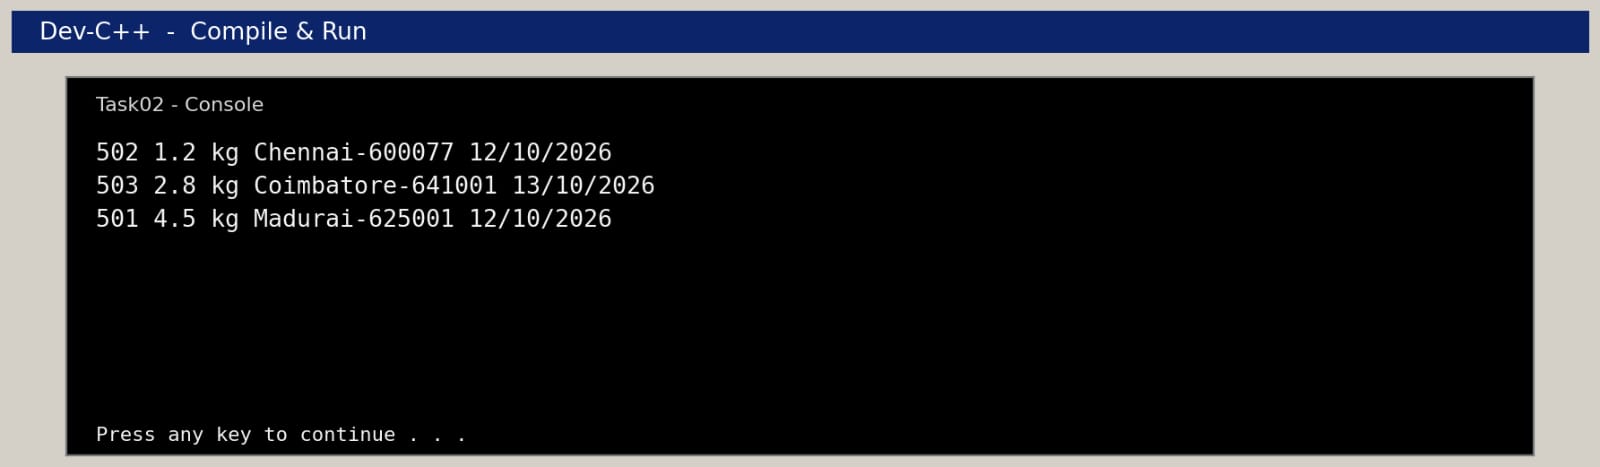 Dev-C++ - Compile & Run
Task02 - Console
502 1.2 kg Chennai-600077 12/10/2026
503 2.8 kg Coimbatore-641001 13/10/2026
501 4.5 kg Madurai-625001 12/10/2026
Press any key to continue . . .